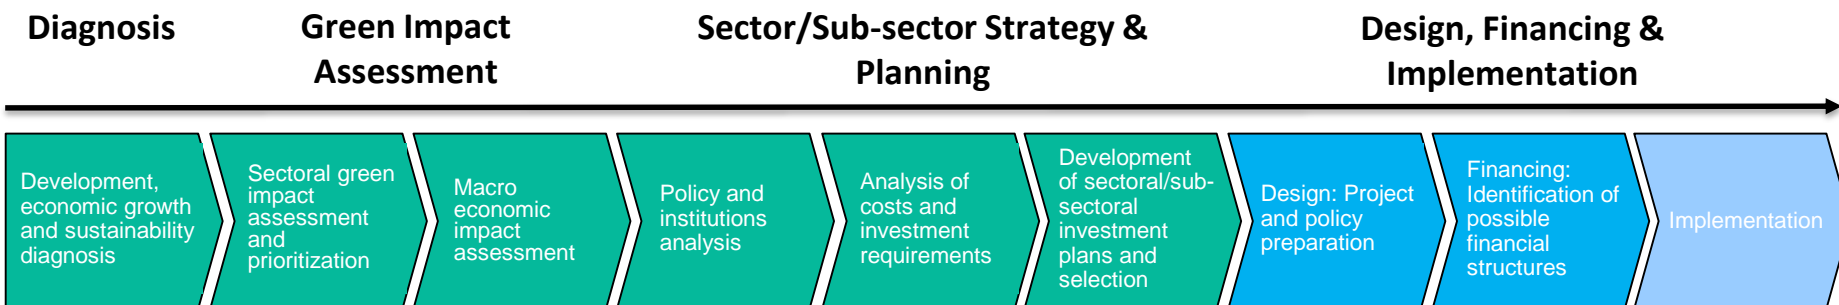 Diagnosis
Green Impact
Assessment
Sector/Sub-sector Strategy &
Planning
Design, Financing &
Implementation
Development,
economic growth
and sustainability
diagnosis
Sectoral green
impact
assessment
and
prioritization
Macro
economic
impact
assessment
Policy and
institutions
analysis
Analysis of
costs and
investment
requirements
Development
of sectoral/sub-
sectoral
investment
plans and
selection
Design: Project
and policy
preparation
Financing:
Identification of
possible
financial
structures
Implementation